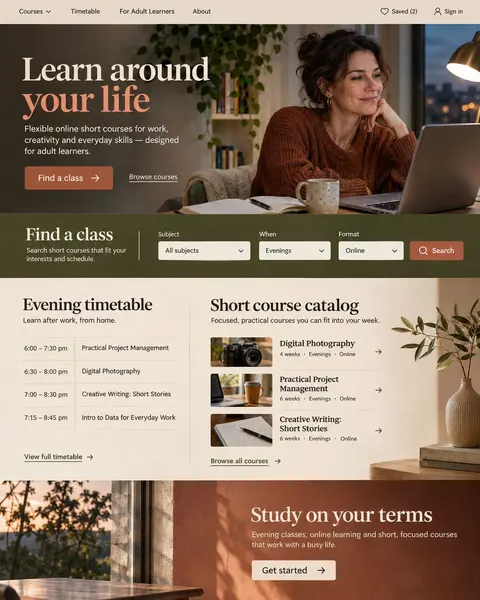 Courses
Timetable
For Adult Learners
About
Saved (2)
Sign in
Learn around
your life
Flexible online short courses for work,
creativity and everyday skills — designed
for adult learners.
Find a class →
Browse courses
Find a class
Search short courses that fit your
interests and schedule.
Subject
All subjects
When
Evenings
Format
Online
Search
Evening timetable
Learn after work, from home.
6:00 – 7:30 pm Practical Project Management
6:30 – 8:00 pm Digital Photography
7:00 – 8:30 pm Creative Writing: Short Stories
7:15 – 8:45 pm Intro to Data for Everyday Work
View full timetable →
Short course catalog
Focused, practical courses you can fit into your week.
Digital Photography
4 weeks · Evenings · Online →
Practical Project
Management
6 weeks · Evenings · Online →
Creative Writing:
Short Stories
6 weeks · Evenings · Online →
Browse all courses →
Study on your terms
Evening classes, online learning and short, focused courses
that work with a busy life.
Get started →